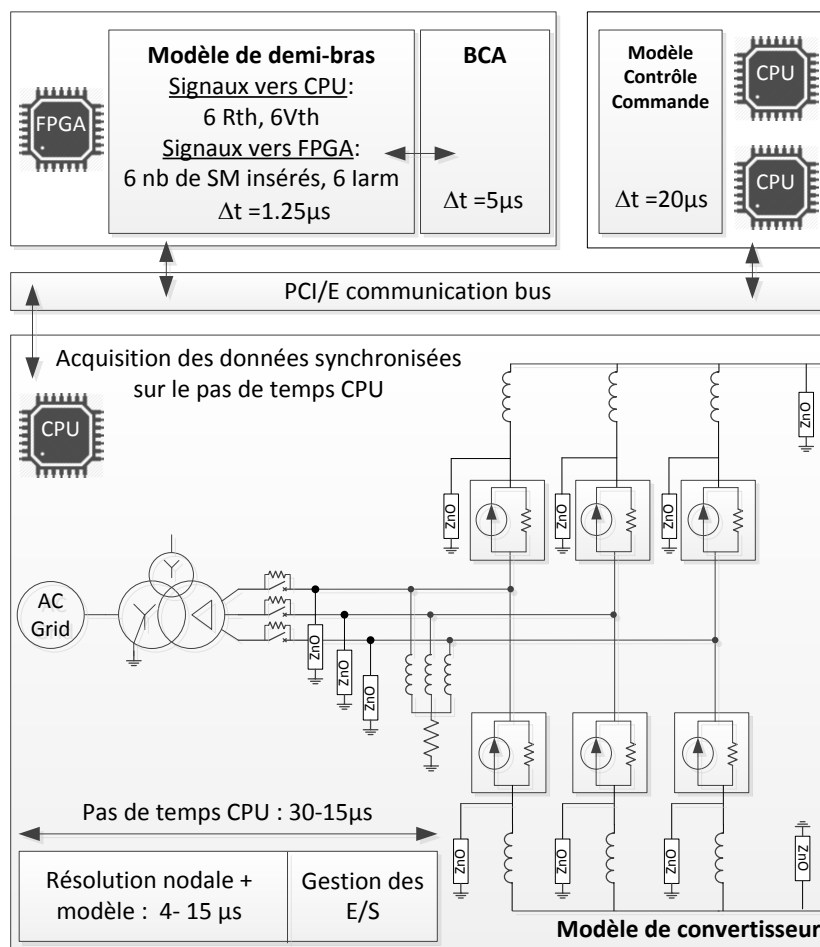 Modèle de demi-bras
Signaux vers CPU:
6 Rth, 6Vth
Signaux vers FPGA:
6 nb de SM insérés, 6 Iarm
Δt =1.25µs
FPGA
BCA
Δt =5µs
Modèle
Contrôle
Commande
Δt =20µs
CPU
CPU
PCI/E communication bus
Acquisition des données synchronisées
sur le pas de temps CPU
CPU
ZnO
ZnO
ZnO
ZnO
AC
Grid
ZnO
ZnO
ZnO
ZnO
ZnO
ZnO
ZnO
Pas de temps CPU : 30-15µs
Résolution nodale +
modèle : 4- 15 µs
Gestion des
E/S
Modèle de convertisseur